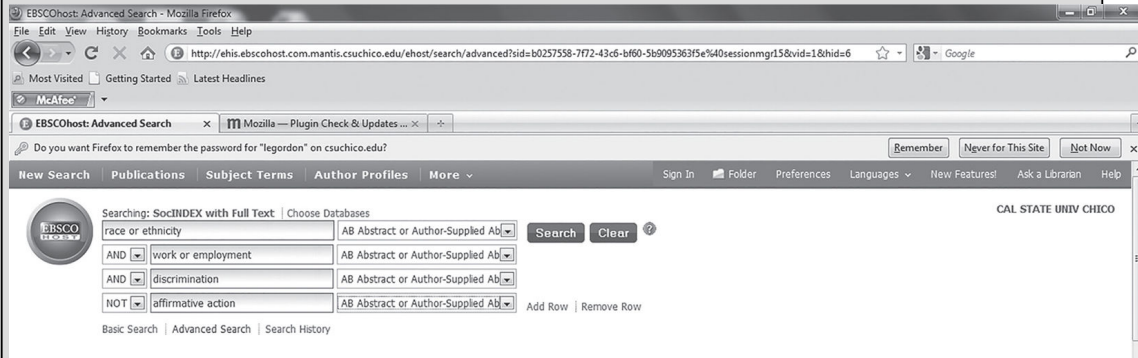 EBSCOhost: Advanced Search - Mozilla Firefox
File Edit View History Bookmarks Tools Help
http://ehis.ebscohost.com.mantis.csuchico.edu/ehost/search/advanced?sid=b0257558-7f72-43c6-bf60-5b9095363f5e%40sessionmgr15&vid=1&hid=6 Google
Most Visited Getting Started Latest Headlines
McAfee
EBSCOhost: Advanced Search × m Mozilla — Plugin Check & Updates ... ×
Do you want Firefox to remember the password for "legordon" on csuchico.edu? Remember Never for This Site Not Now ×
New Search Publications Subject Terms Author Profiles More Sign In Folder Preferences Languages New Features! Ask a Librarian Help
EBSCO HOST Searching: SocINDEX with Full Text | Choose Databases CAL STATE UNIV CHICO
race or ethnicity AB Abstract or Author-Supplied Ab Search Clear ?
AND work or employment AB Abstract or Author-Supplied Ab
AND discrimination AB Abstract or Author-Supplied Ab
NOT affirmative action AB Abstract or Author-Supplied Ab Add Row | Remove Row
Basic Search | Advanced Search | Search History